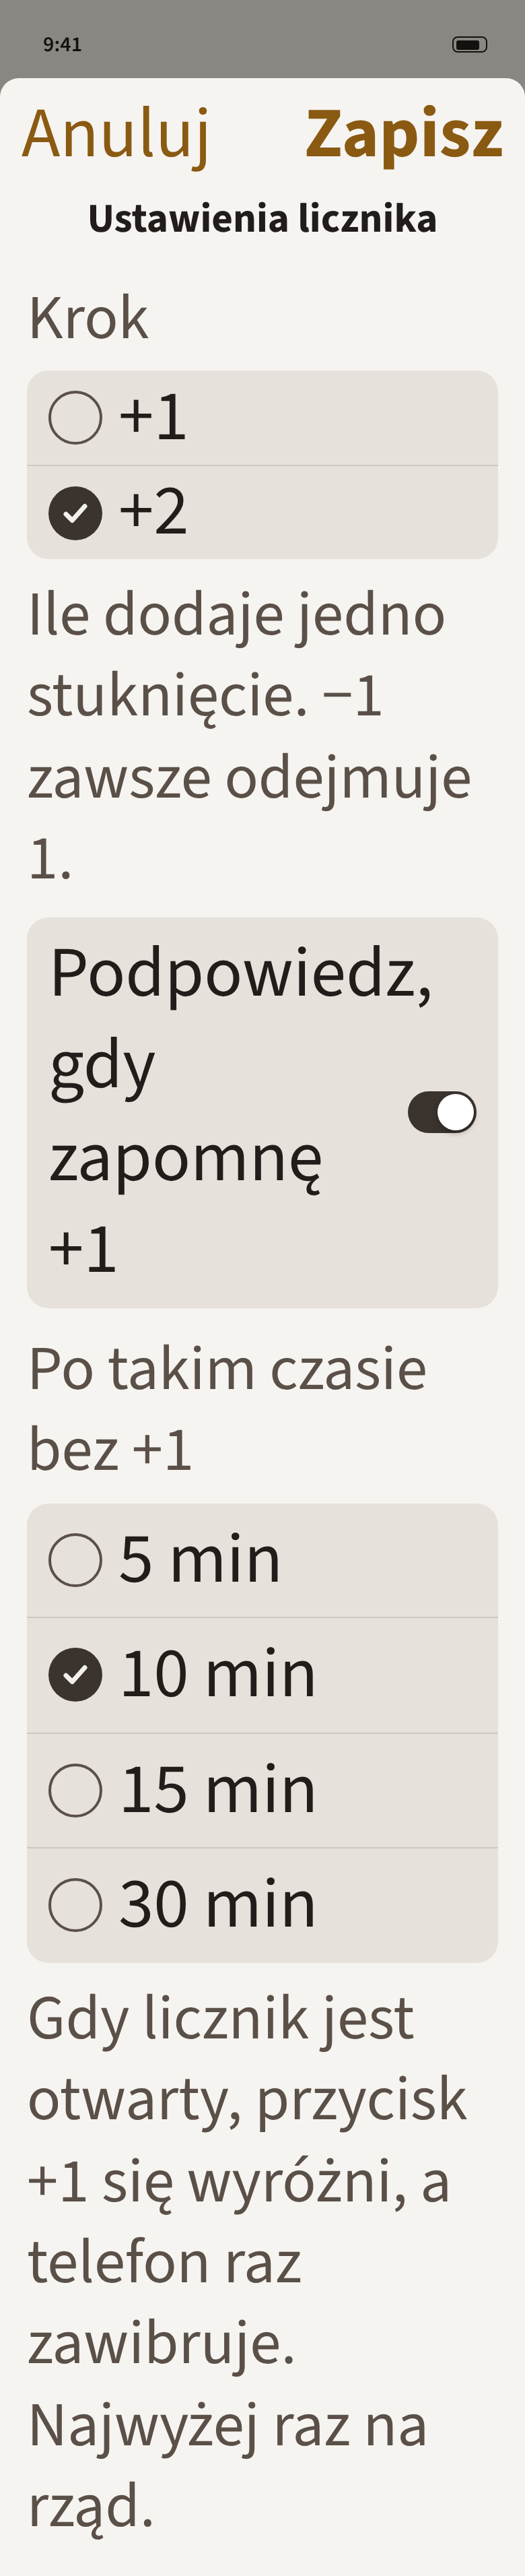 9:41
Anuluj Zapisz
Ustawienia licznika
Krok
+1
+2
Ile dodaje jedno
stuknięcie. −1
zawsze odejmuje
1.
Podpowiedz,
gdy
zapomnę
+1
Po takim czasie
bez +1
5 min
10 min
15 min
30 min
Gdy licznik jest
otwarty, przycisk
+1 się wyróżni, a
telefon raz
zawibruje.
Najwyżej raz na
rząd.